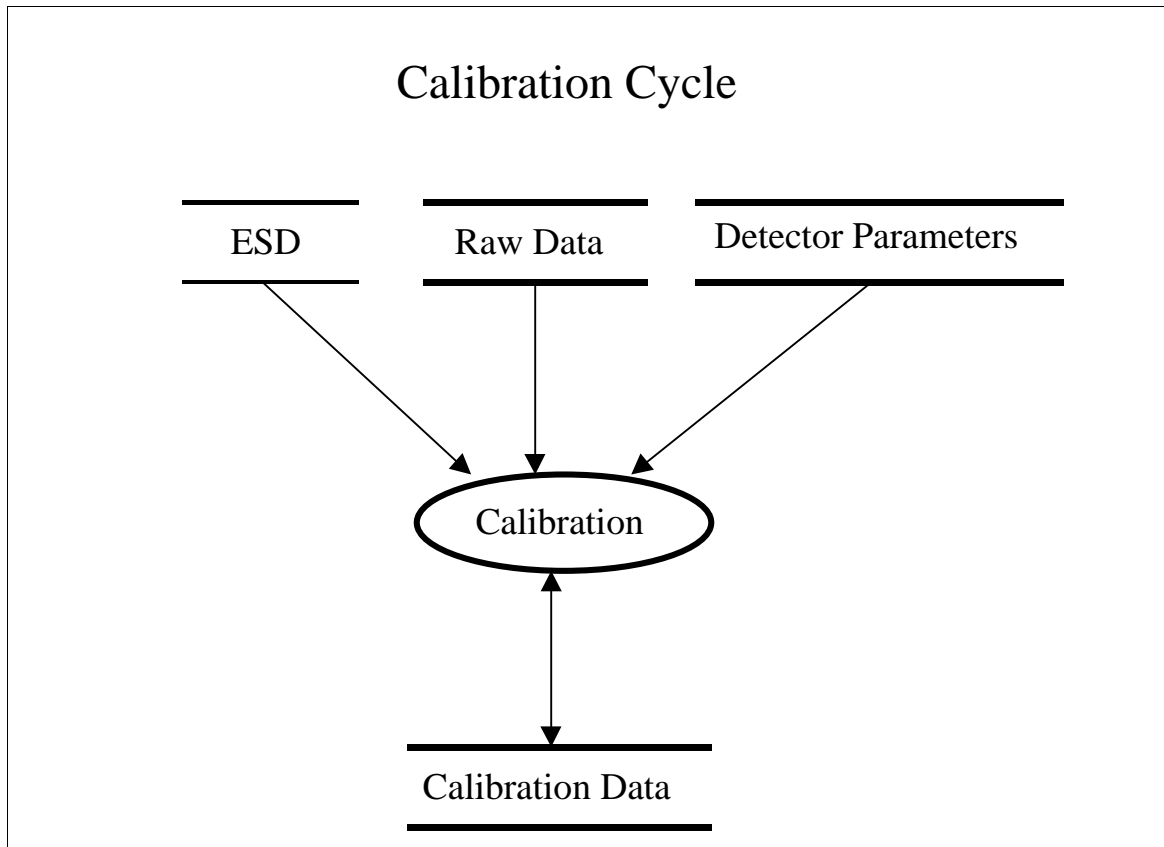 Calibration Cycle
ESD
Raw Data
Detector Parameters
Calibration
Calibration Data